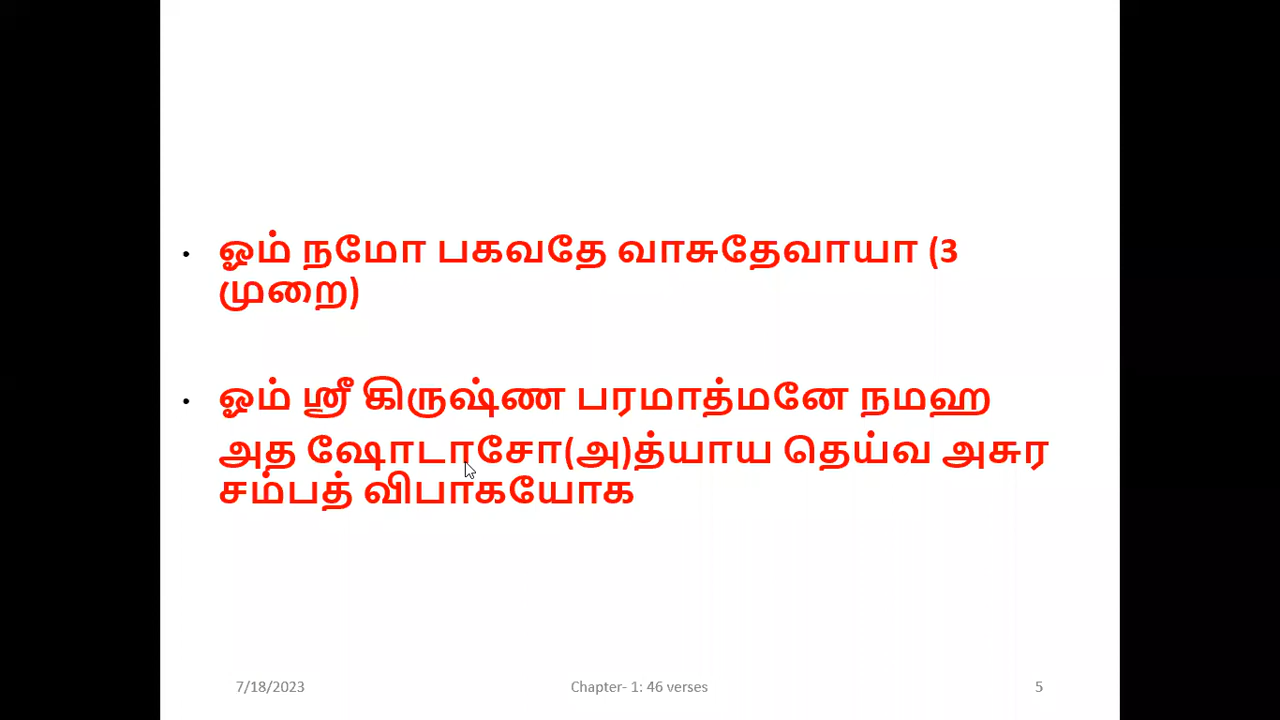 • ஓம் நமோ பகவதே வாசுதேவாயா (3
முறை)
• ஓம் ஸ்ரீ கிருஷ்ண பரமாத்மனே நமஹ
அத ஷோடாசோ(அ)த்யாய தெய்வ அசுர
சம்பத் விபாகயோக
7/18/2023 Chapter- 1: 46 verses 5